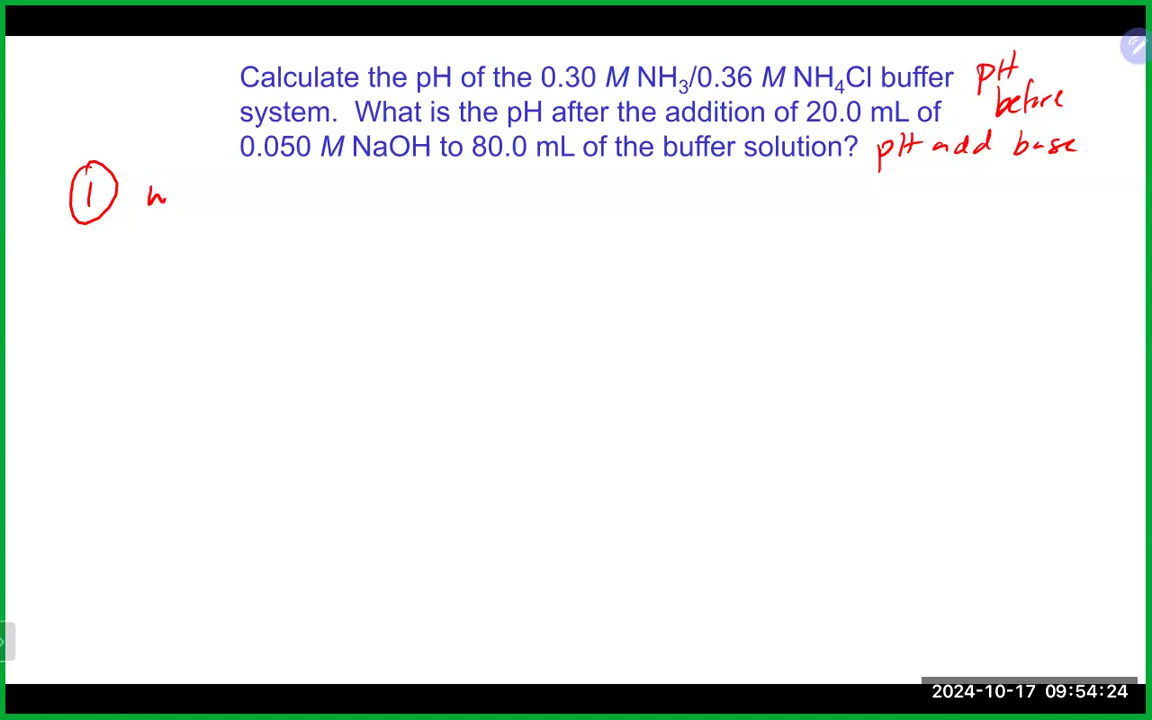 Calculate the pH of the 0.30 M NH₃/0.36 M NH₄Cl buffer pH
system. What is the pH after the addition of 20.0 mL of before
0.050 M NaOH to 80.0 mL of the buffer solution? pH add base
1
2024-10-17 09:54:24